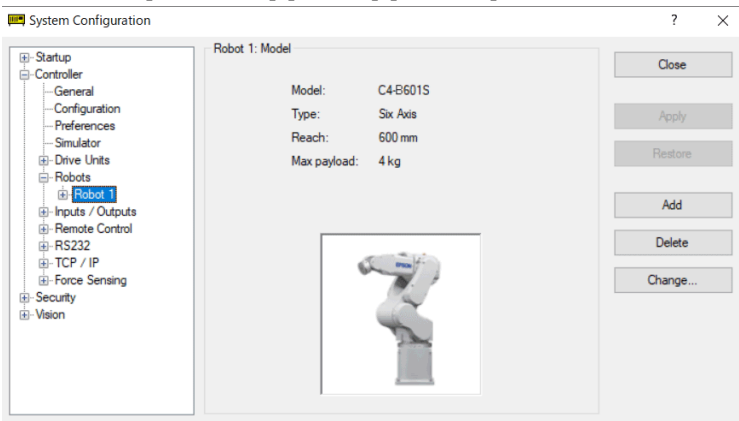 System Configuration
Startup
Controller
General
Configuration
Preferences
Simulator
Drive Units
Robots
Robot 1
Inputs / Outputs
Remote Control
RS232
TCP / IP
Force Sensing
Security
Vision
Robot 1: Model
Model: C4-B601S
Type: Six Axis
Reach: 600 mm
Max payload: 4 kg
EPSON
Close
Apply
Restore
Add
Delete
Change...